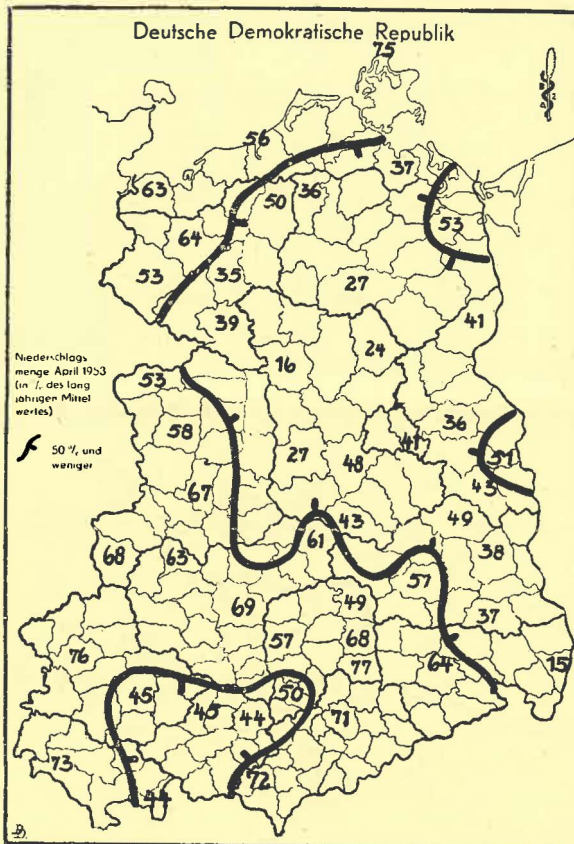 Deutsche Demokratische Republik
75
56
37
63
50 36
53
64
53 35 27
39 41
24
16
Niederschlags
menge April 1953
(in % des lang
jährigen Mittel
wertes)
53
58 36
41
50 % und
weniger
27 48 51
67 43
43 49
61
68 63 38
57
69 49
37
57 68
76 77 64 15
45 50
45 44
71
73
72
44